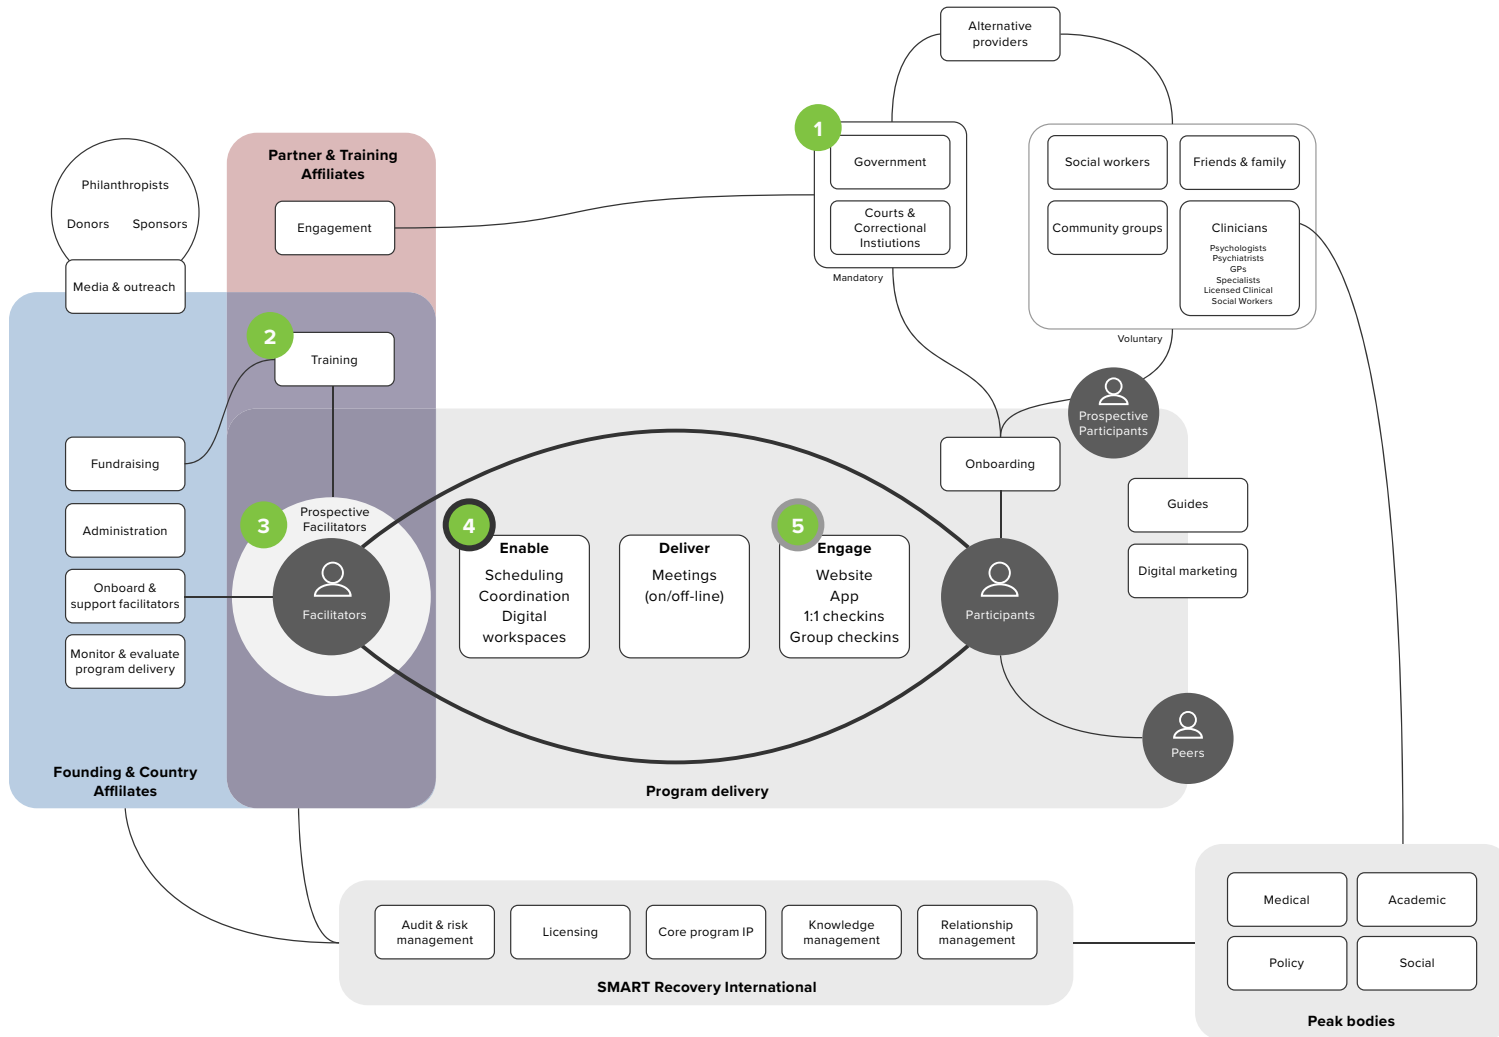 Alternative
providers
1
Government
Courts &
Correctional
Instiutions
Mandatory
Social workers
Friends & family
Community groups
Clinicians
Psychologists
Psychiatrists
GPs
Specialists
Licensed Clinical
Social Workers
Voluntary
Partner & Training
Affiliates
Engagement
Philanthropists
Donors
Sponsors
Media & outreach
2
Training
Fundraising
Administration
Onboard &
support facilitators
Monitor & evaluate
program delivery
Founding & Country
Afflilates
3
Prospective
Facilitators
Facilitators
4
Enable
Scheduling
Coordination
Digital
workspaces
Deliver
Meetings
(on/off-line)
5
Engage
Website
App
1:1 checkins
Group checkins
Prospective
Participants
Onboarding
Participants
Guides
Digital marketing
Peers
Program delivery
Audit & risk
management
Licensing
Core program IP
Knowledge
management
Relationship
management
SMART Recovery International
Medical
Academic
Policy
Social
Peak bodies